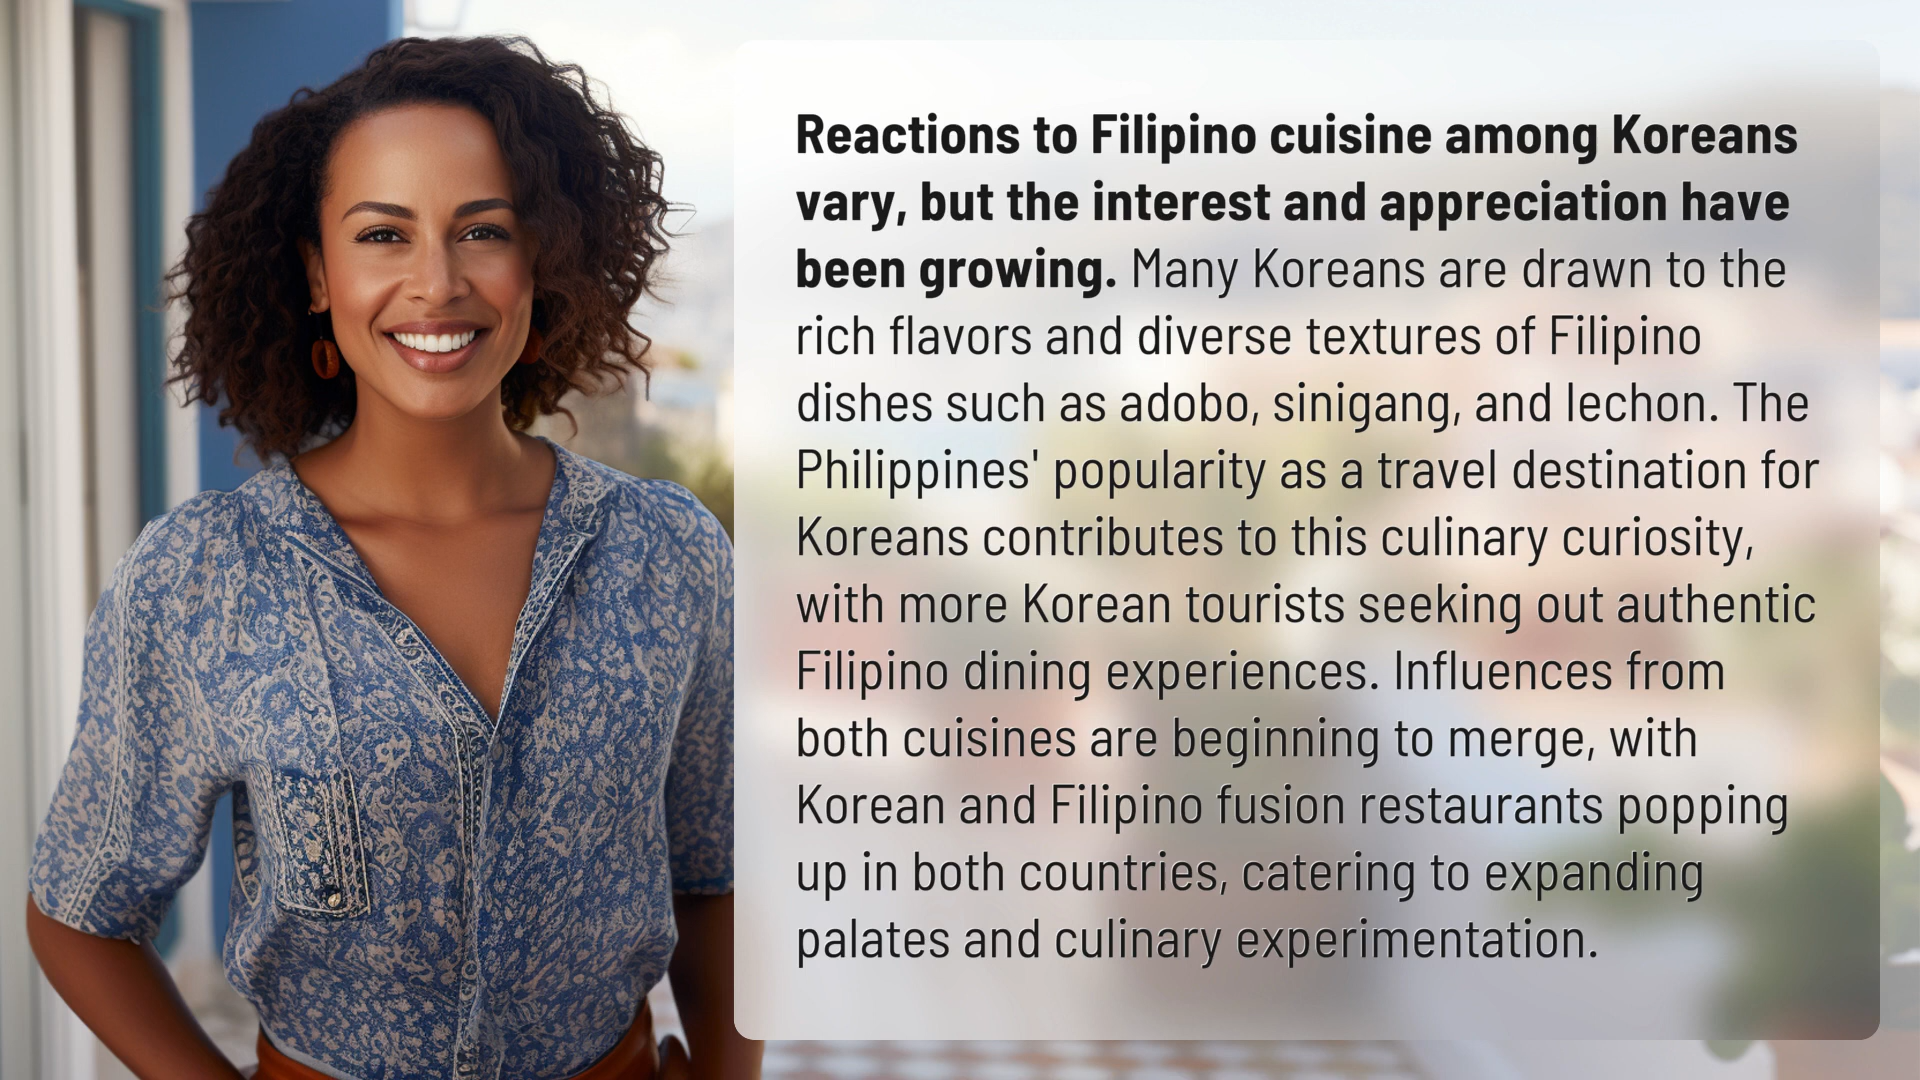 Reactions to Filipino cuisine among Koreans
vary, but the interest and appreciation have
been growing. Many Koreans are drawn to the
rich flavors and diverse textures of Filipino
dishes such as adobo, sinigang, and lechon. The
Philippines' popularity as a travel destination for
Koreans contributes to this culinary curiosity,
with more Korean tourists seeking out authentic
Filipino dining experiences. Influences from
both cuisines are beginning to merge, with
Korean and Filipino fusion restaurants popping
up in both countries, catering to expanding
palates and culinary experimentation.